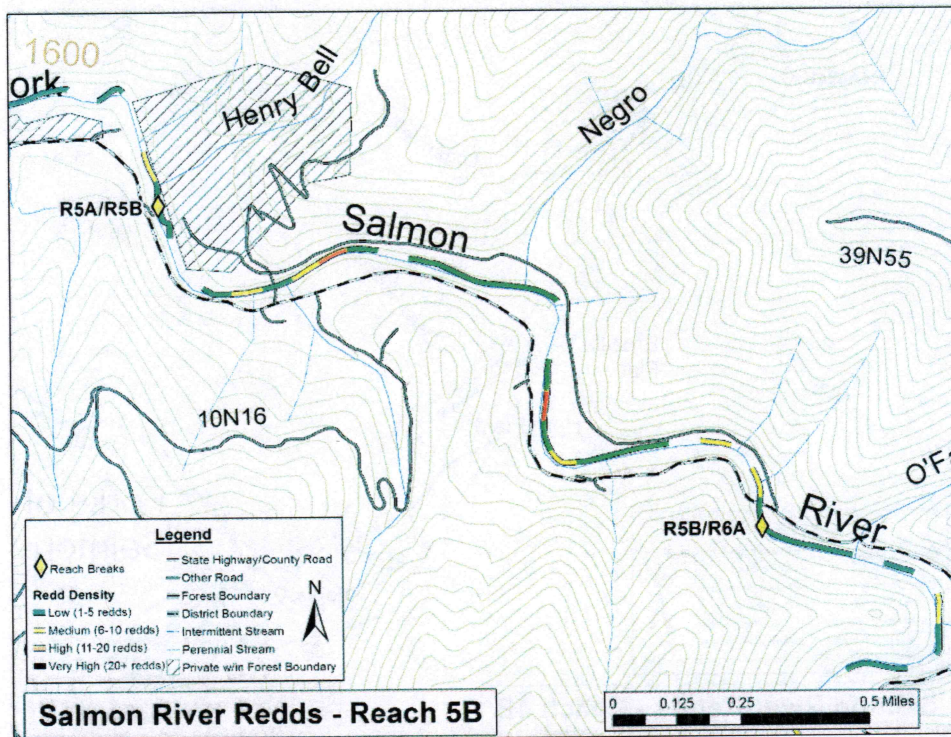 1600
ork
Henry Bell
Negro
R5A/R5B
Salmon
39N55
10N16
O'F
R5B/R6A
River
Legend
Reach Breaks
Redd Density
Low (1-5 redds)
Medium (6-10 redds)
High (11-20 redds)
Very High (20+ redds)
State Highway/County Road
Other Road
Forest Boundary
District Boundary
Intermittent Stream
Perennial Stream
Private w/in Forest Boundary
N
Salmon River Redds - Reach 5B
0 0.125 0.25 0.5 Miles